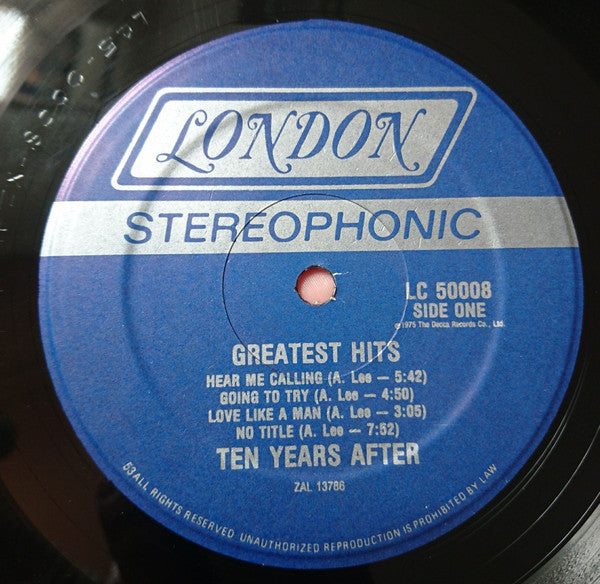 LONDON
STEREOPHONIC
LC 50008
SIDE ONE
℗1975 The Decca Records Co., Ltd.
GREATEST HITS
HEAR ME CALLING (A. Lee — 5:42)
GOING TO TRY (A. Lee — 4:50)
LOVE LIKE A MAN (A. Lee — 3:05)
NO TITLE (A. Lee — 7:52)
TEN YEARS AFTER
ZAL 13786
ALL RIGHTS RESERVED UNAUTHORIZED REPRODUCTION IS PROHIBITED BY LAW